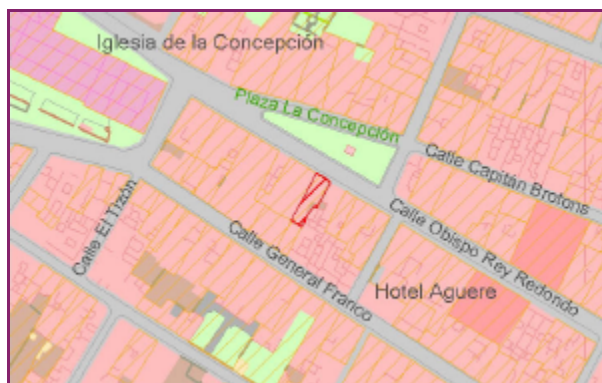 Iglesia de la Concepción
Plaza La Concepción
Calle Capitán Brotons
Calle El Tizón
Calle General Franco
Calle Obispo Rey Redondo
Hotel Aguere